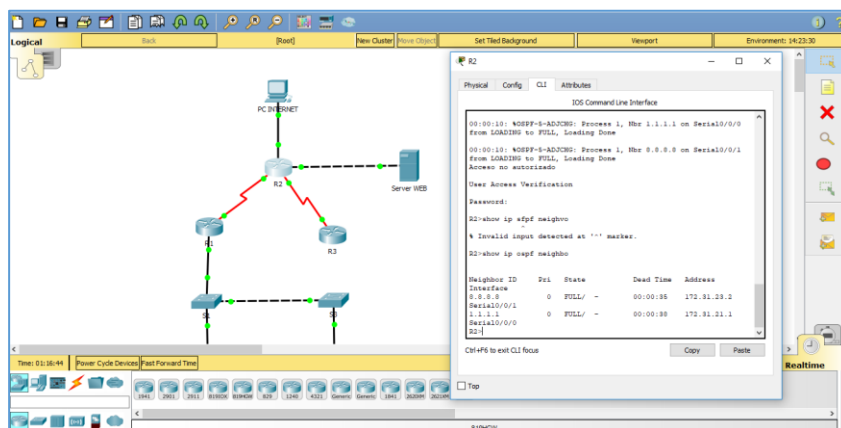 Logical
Back
[Root]
New Cluster
Move Object
Set Tiled Background
Viewport
Environment: 14:23:30
PC INTERNET
R2
Server WEB
R1
R3
S1
S3
R2
Physical
Config
CLI
Attributes
IOS Command Line Interface
00:00:10: %OSPF-5-ADJCHG: Process 1, Nbr 1.1.1.1 on Serial0/0/0
from LOADING to FULL, Loading Done
00:00:10: %OSPF-5-ADJCHG: Process 1, Nbr 8.8.8.8 on Serial0/0/1
from LOADING to FULL, Loading Done
Acceso no autorizado
User Access Verification
Password:
R2>show ip sfpf neighvo
^
% Invalid input detected at '^' marker.
R2>show ip ospf neighbo
Neighbor ID Pri State Dead Time Address
Interface
8.8.8.8 0 FULL/ - 00:00:35 172.31.23.2
Serial0/0/1
1.1.1.1 0 FULL/ - 00:00:38 172.31.21.1
Serial0/0/0
R2>
Ctrl+F6 to exit CLI focus
Copy
Paste
Top
Time: 01:16:44
Power Cycle Devices
Fast Forward Time
Realtime
1941
2901
2911
819IOX
819HGW
829
1240
4321
Generic
Generic
1841
2620XM
2621XM
819HGW